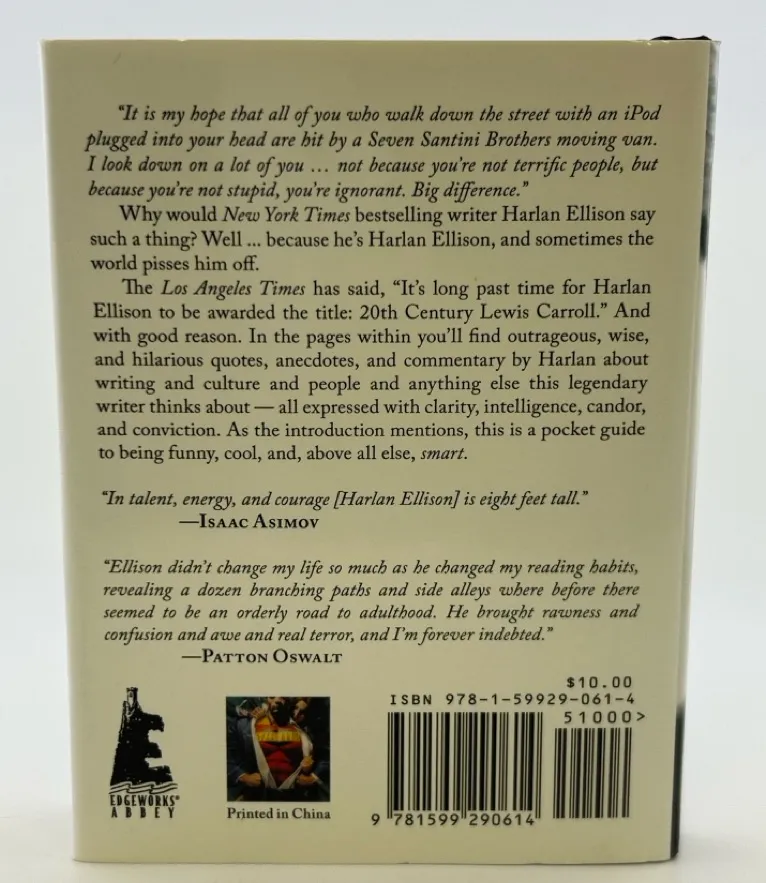 "It is my hope that all of you who walk down the street with an iPod
plugged into your head are hit by a Seven Santini Brothers moving van.
I look down on a lot of you ... not because you're not terrific people, but
because you're not stupid, you're ignorant. Big difference."
Why would New York Times bestselling writer Harlan Ellison say
such a thing? Well ... because he's Harlan Ellison, and sometimes the
world pisses him off.
The Los Angeles Times has said, "It's long past time for Harlan
Ellison to be awarded the title: 20th Century Lewis Carroll." And
with good reason. In the pages within you'll find outrageous, wise,
and hilarious quotes, anecdotes, and commentary by Harlan about
writing and culture and people and anything else this legendary
writer thinks about — all expressed with clarity, intelligence, candor,
and conviction. As the introduction mentions, this is a pocket guide
to being funny, cool, and, above all else, smart.
"In talent, energy, and courage [Harlan Ellison] is eight feet tall."
—Isaac Asimov
"Ellison didn't change my life so much as he changed my reading habits,
revealing a dozen branching paths and side alleys where before there
seemed to be an orderly road to adulthood. He brought rawness and
confusion and awe and real terror, and I'm forever indebted."
—Patton Oswalt
$10.00
ISBN 978-1-59929-061-4
51000>
EDGEWORKS
ABBEY
Printed in China
9 781599 290614